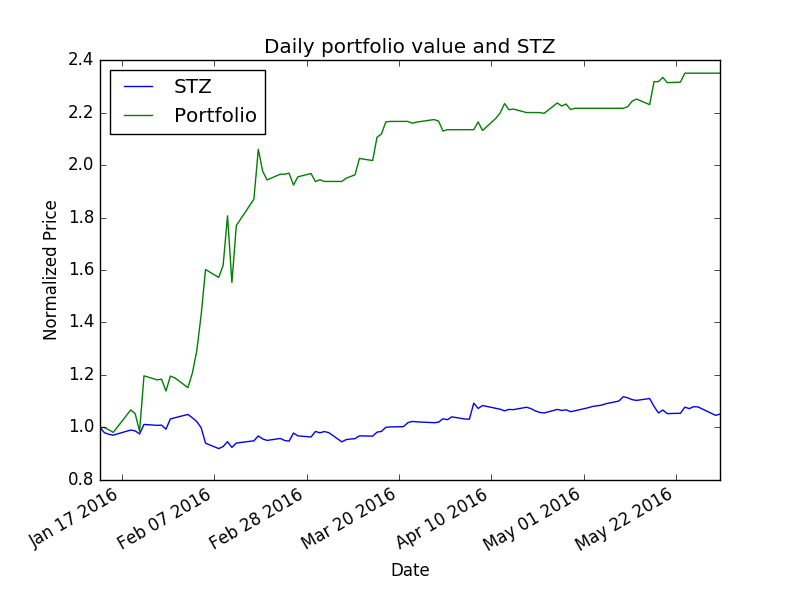 Daily portfolio value and STZ
2.4
2.2
2.0
1.8
1.6
1.4
1.2
1.0
0.8
Normalized Price
STZ
Portfolio
Jan 17 2016
Feb 07 2016
Feb 28 2016
Mar 20 2016
Apr 10 2016
May 01 2016
May 22 2016
Date